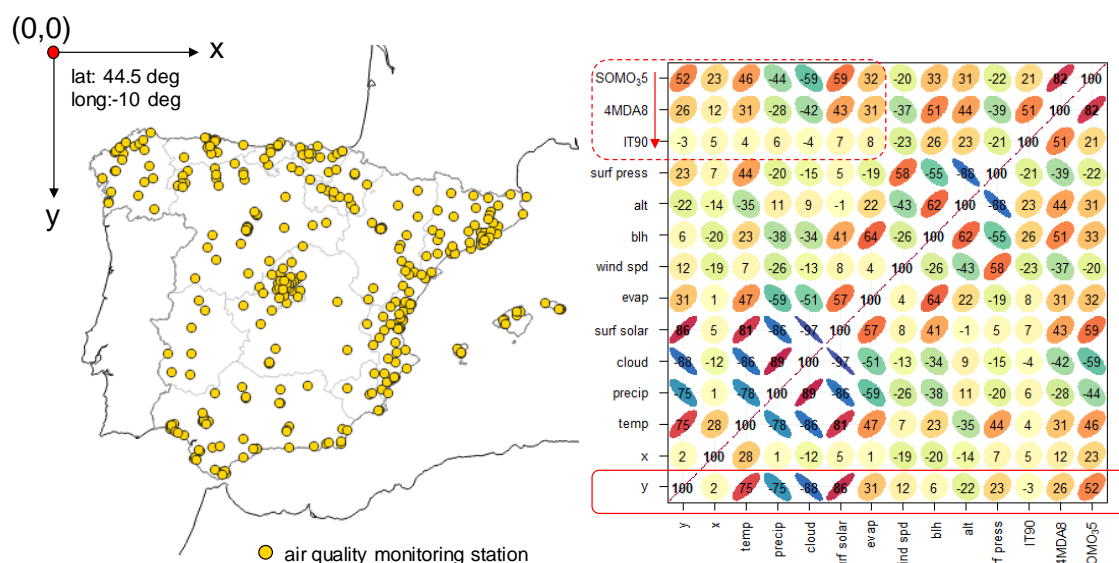 (0,0)
x
lat: 44.5 deg
long:-10 deg
y
air quality monitoring station
SOMO₃5 52 23 46 -44 -59 59 32 -20 33 31 -22 21 82 100
4MDA8 26 12 31 -28 -42 43 31 -37 51 44 -39 51 100 82
IT90 -3 5 4 6 -4 7 8 -23 26 23 -21 100 51 21
surf press 23 7 44 -20 -15 5 -19 58 -55 -88 100 -21 -39 -22
alt -22 -14 -35 11 9 -1 22 -43 62 100 -88 23 44 31
blh 6 -20 23 -38 -34 41 64 -26 100 62 -55 26 51 33
wind spd 12 -19 7 -26 -13 8 4 100 -26 -43 58 -23 -37 -20
evap 31 1 47 -59 -51 57 100 4 64 22 -19 8 31 32
surf solar 86 5 81 -86 -97 100 57 8 41 -1 5 7 43 59
cloud -88 -12 -86 89 100 -97 -51 -13 -34 9 -15 -4 -42 -59
precip -75 1 -78 100 89 -86 -59 -26 -38 11 -20 6 -28 -44
temp 75 28 100 -78 -86 81 47 7 23 -35 44 4 31 46
x 2 100 28 1 -12 5 1 -19 -20 -14 7 5 12 23
y 100 2 75 -75 -88 86 31 12 6 -22 23 -3 26 52
y x temp precip cloud urf solar evap ind spd blh alt f press IT90 4MDA8 OMO₃5